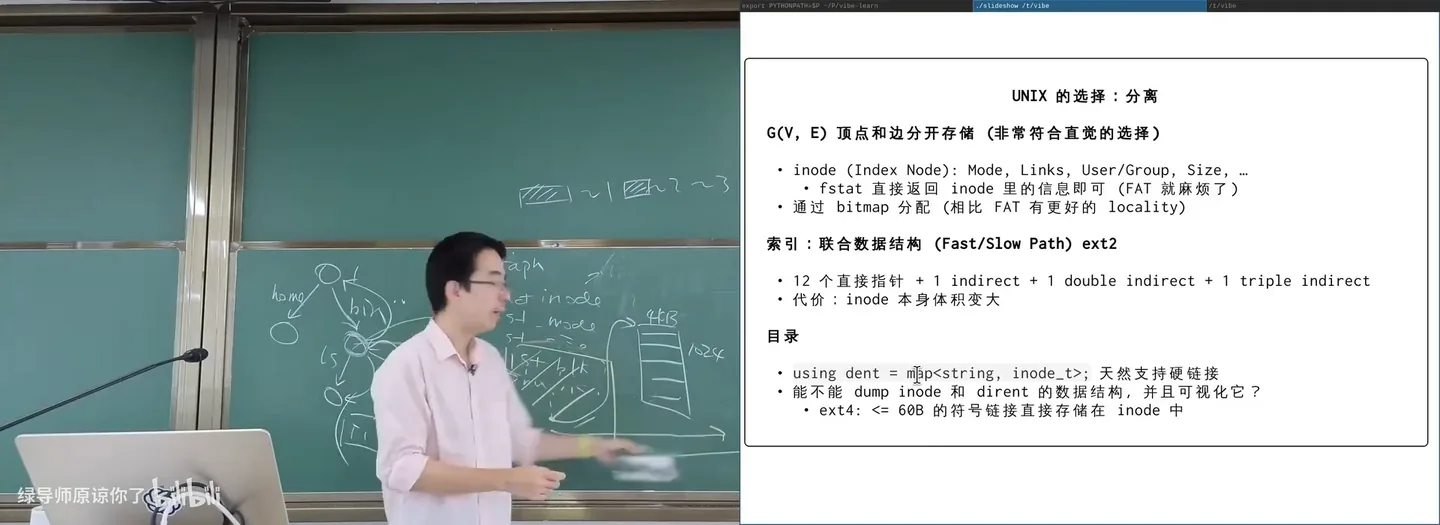 export PYTHONPATH=$P ~/P/vibe-learn
./slideshow /t/vibe
/t/vibe
UNIX 的选择：分离
G(V, E) 顶点和边分开存储 (非常符合直觉的选择)
• inode (Index Node): Mode, Links, User/Group, Size, …
• fstat 直接返回 inode 里的信息即可 (FAT 就麻烦了)
• 通过 bitmap 分配 (相比 FAT 有更好的 locality)
索引：联合数据结构 (Fast/Slow Path) ext2
• 12 个直接指针 + 1 indirect + 1 double indirect + 1 triple indirect
• 代价：inode 本身体积变大
目录
• using dent = map<string, inode_t>; 天然支持硬链接
• 能不能 dump inode 和 dirent 的数据结构，并且可视化它？
• ext4: <= 60B 的符号链接直接存储在 inode 中
~1 ~2 ~3
home
bin
..
ls
inode
4KB
1024
绿导师原谅你了
bilibili